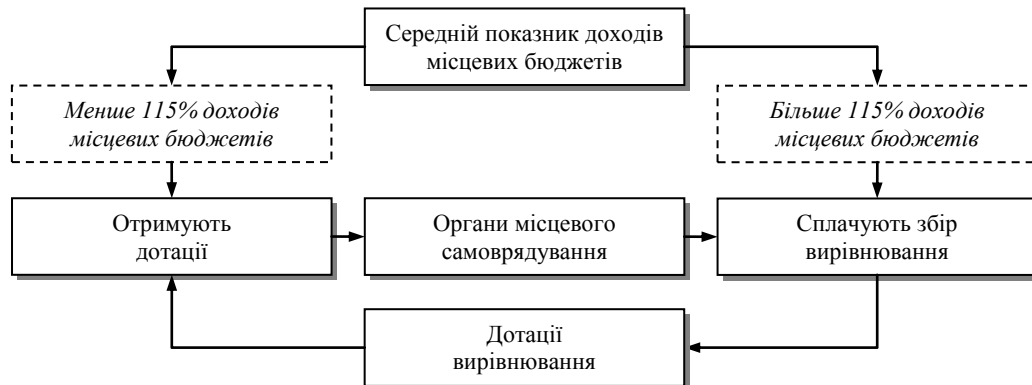 Середній показник доходів
місцевих бюджетів
Менше 115% доходів
місцевих бюджетів
Більше 115% доходів
місцевих бюджетів
Отримують
дотації
Органи місцевого
самоврядування
Сплачують збір
вирівнювання
Дотації
вирівнювання